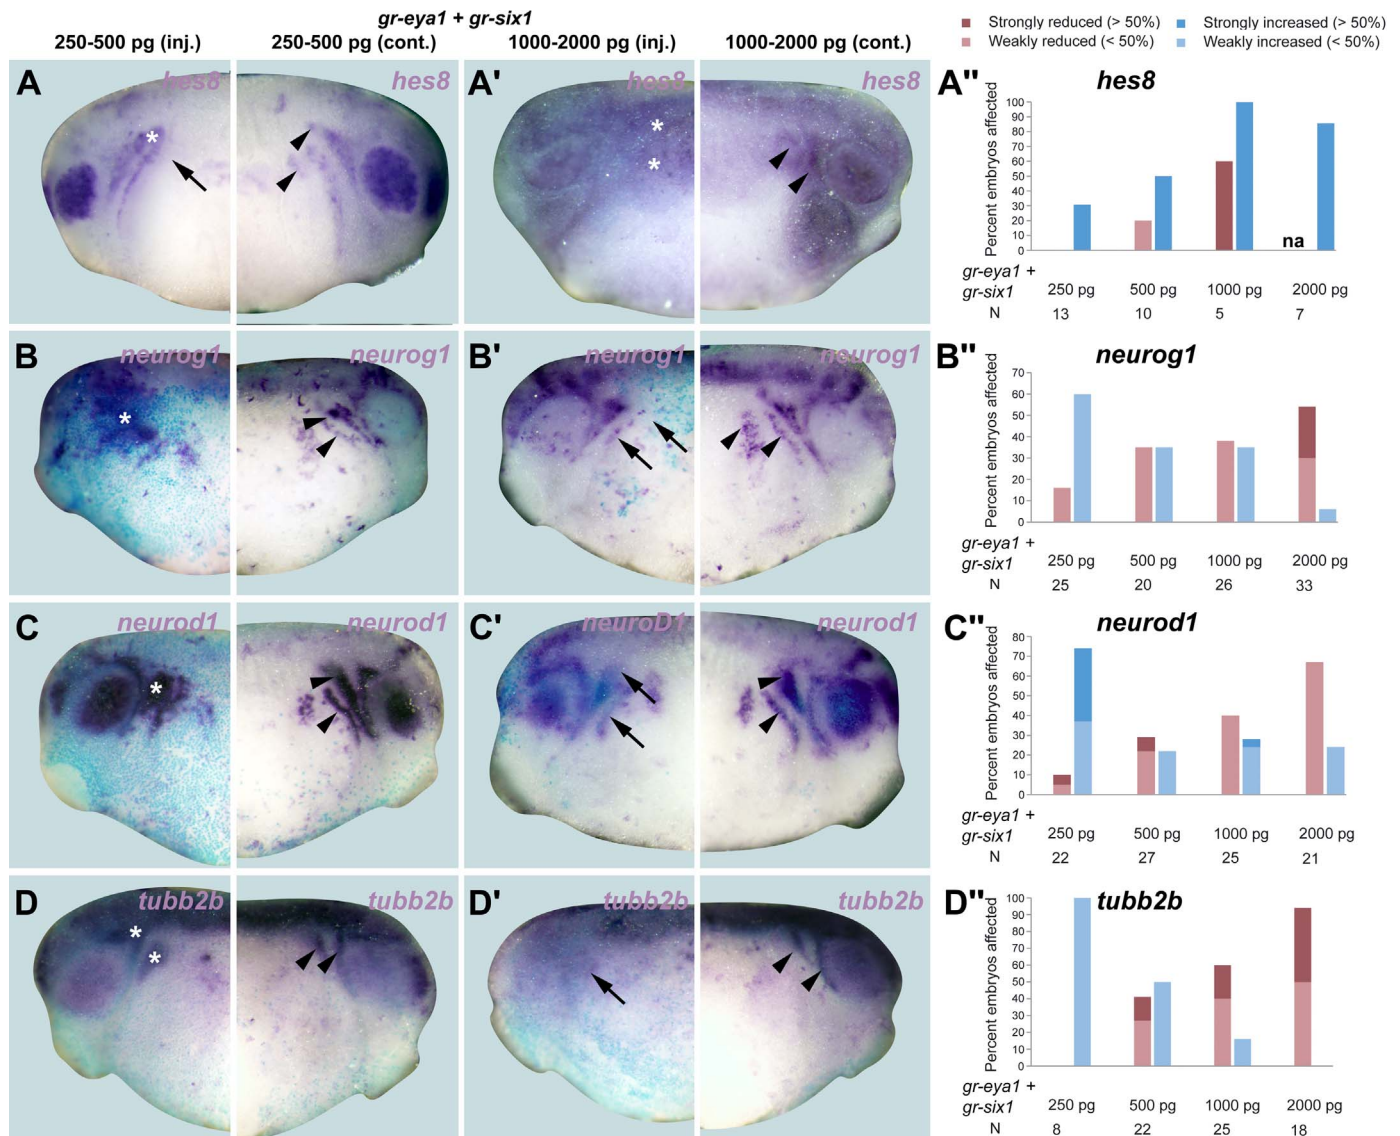 gr-eya1 + gr-six1
250-500 pg (inj.) 250-500 pg (cont.) 1000-2000 pg (inj.) 1000-2000 pg (cont.)
Strongly reduced (> 50%) Strongly increased (> 50%)
Weakly reduced (< 50%) Weakly increased (< 50%)
A hes8 hes8 A' hes8 hes8 A" hes8
*
*
*
Percent embryos affected
100
90
80
70
60
50
40
30
20
10
0
na
gr-eya1 +
gr-six1 250 pg 500 pg 1000 pg 2000 pg
N 13 10 5 7
B neurog1 neurog1 B' neurog1 neurog1 B" neurog1
*
Percent embryos affected
70
60
50
40
30
20
10
0
gr-eya1 +
gr-six1 250 pg 500 pg 1000 pg 2000 pg
N 25 20 26 33
C neurod1 neurod1 C' neuroD1 neurod1 C" neurod1
*
Percent embryos affected
80
70
60
50
40
30
20
10
0
gr-eya1 +
gr-six1 250 pg 500 pg 1000 pg 2000 pg
N 22 27 25 21
D tubb2b tubb2b D' tubb2b tubb2b D" tubb2b
*
*
Percent embryos affected
100
90
80
70
60
50
40
30
20
10
0
gr-eya1 +
gr-six1 250 pg 500 pg 1000 pg 2000 pg
N 8 22 25 18